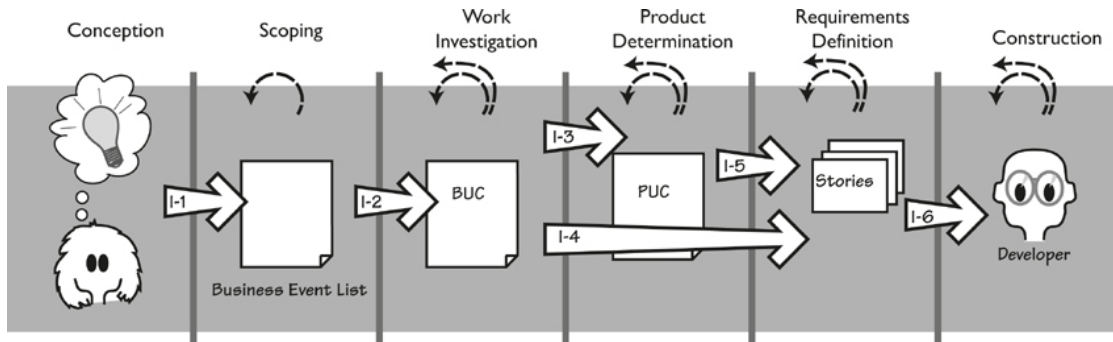 Conception
Scoping
Work
Investigation
Product
Determination
Requirements
Definition
Construction
I-1
I-2
I-3
I-4
I-5
I-6
BUC
PUC
Stories
Business Event List
Developer